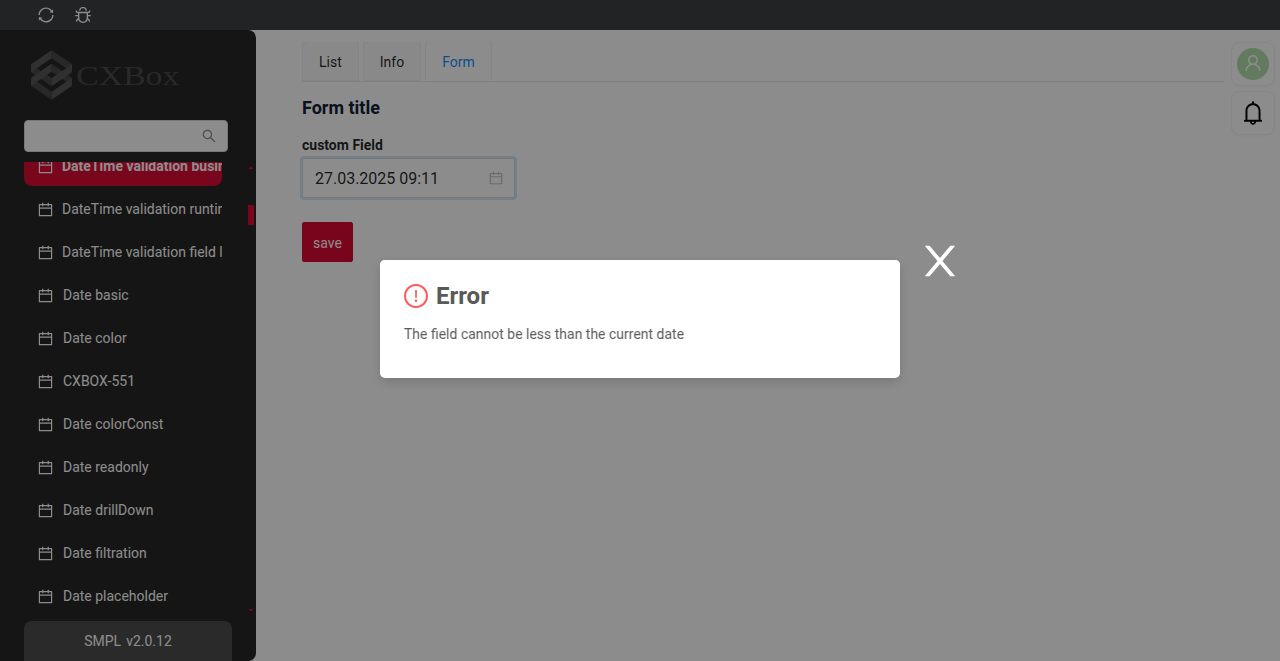 CXBox
DateTime validation busin
DateTime validation runtin
DateTime validation field l
Date basic
Date color
CXBOX-551
Date colorConst
Date readonly
Date drillDown
Date filtration
Date placeholder
SMPL v2.0.12
List
Info
Form
Form title
custom Field
27.03.2025 09:11
save
Error
The field cannot be less than the current date